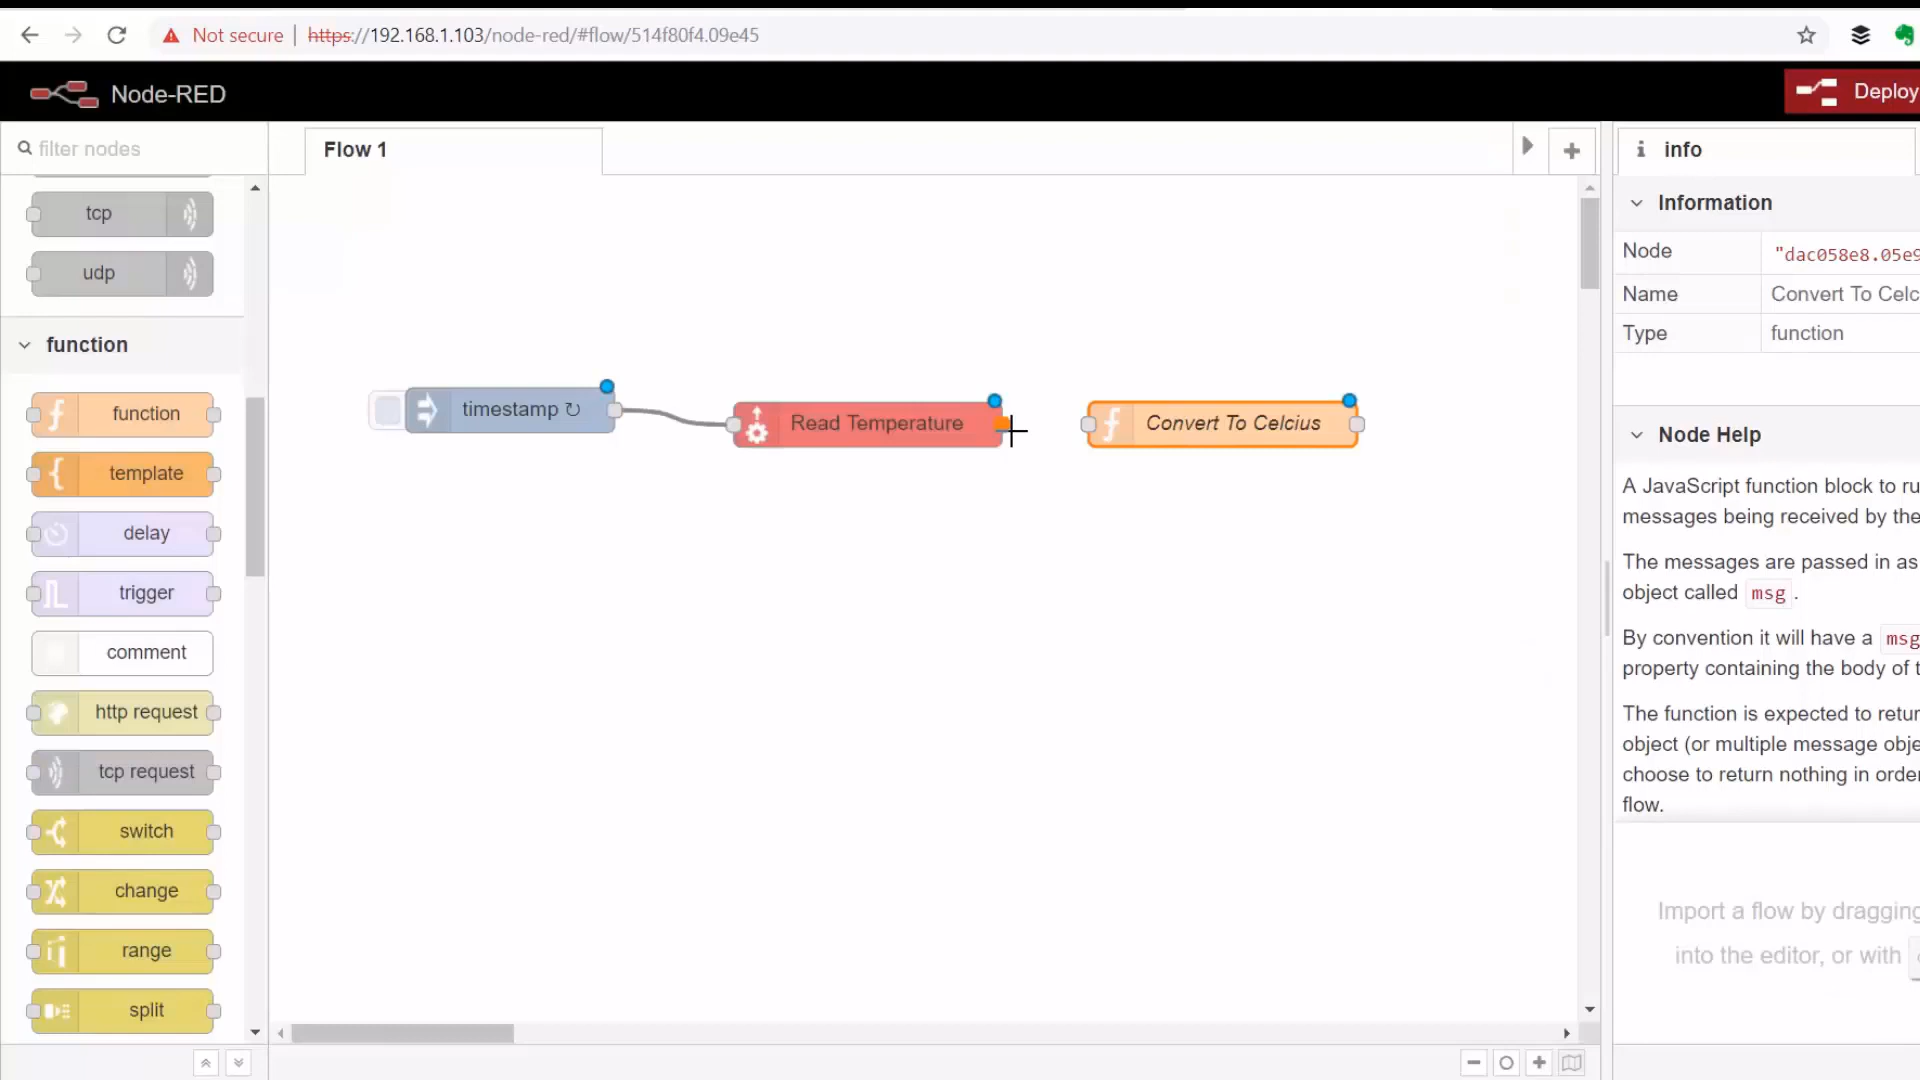 Not secure | https://192.168.1.103/node-red/#flow/514f80f4.09e45
Node-RED
Deploy
filter nodes
Flow 1
info
tcp
udp
function
function
template
delay
trigger
comment
http request
tcp request
switch
change
range
split
timestamp ↻
Read Temperature
Convert To Celcius
Information
Node "dac058e8.05e9
Name Convert To Celc
Type function
Node Help
A JavaScript function block to ru
messages being received by the
The messages are passed in as
object called msg .
By convention it will have a msg
property containing the body of t
The function is expected to retur
object (or multiple message obje
choose to return nothing in order
flow.
Import a flow by dragging
into the editor, or with